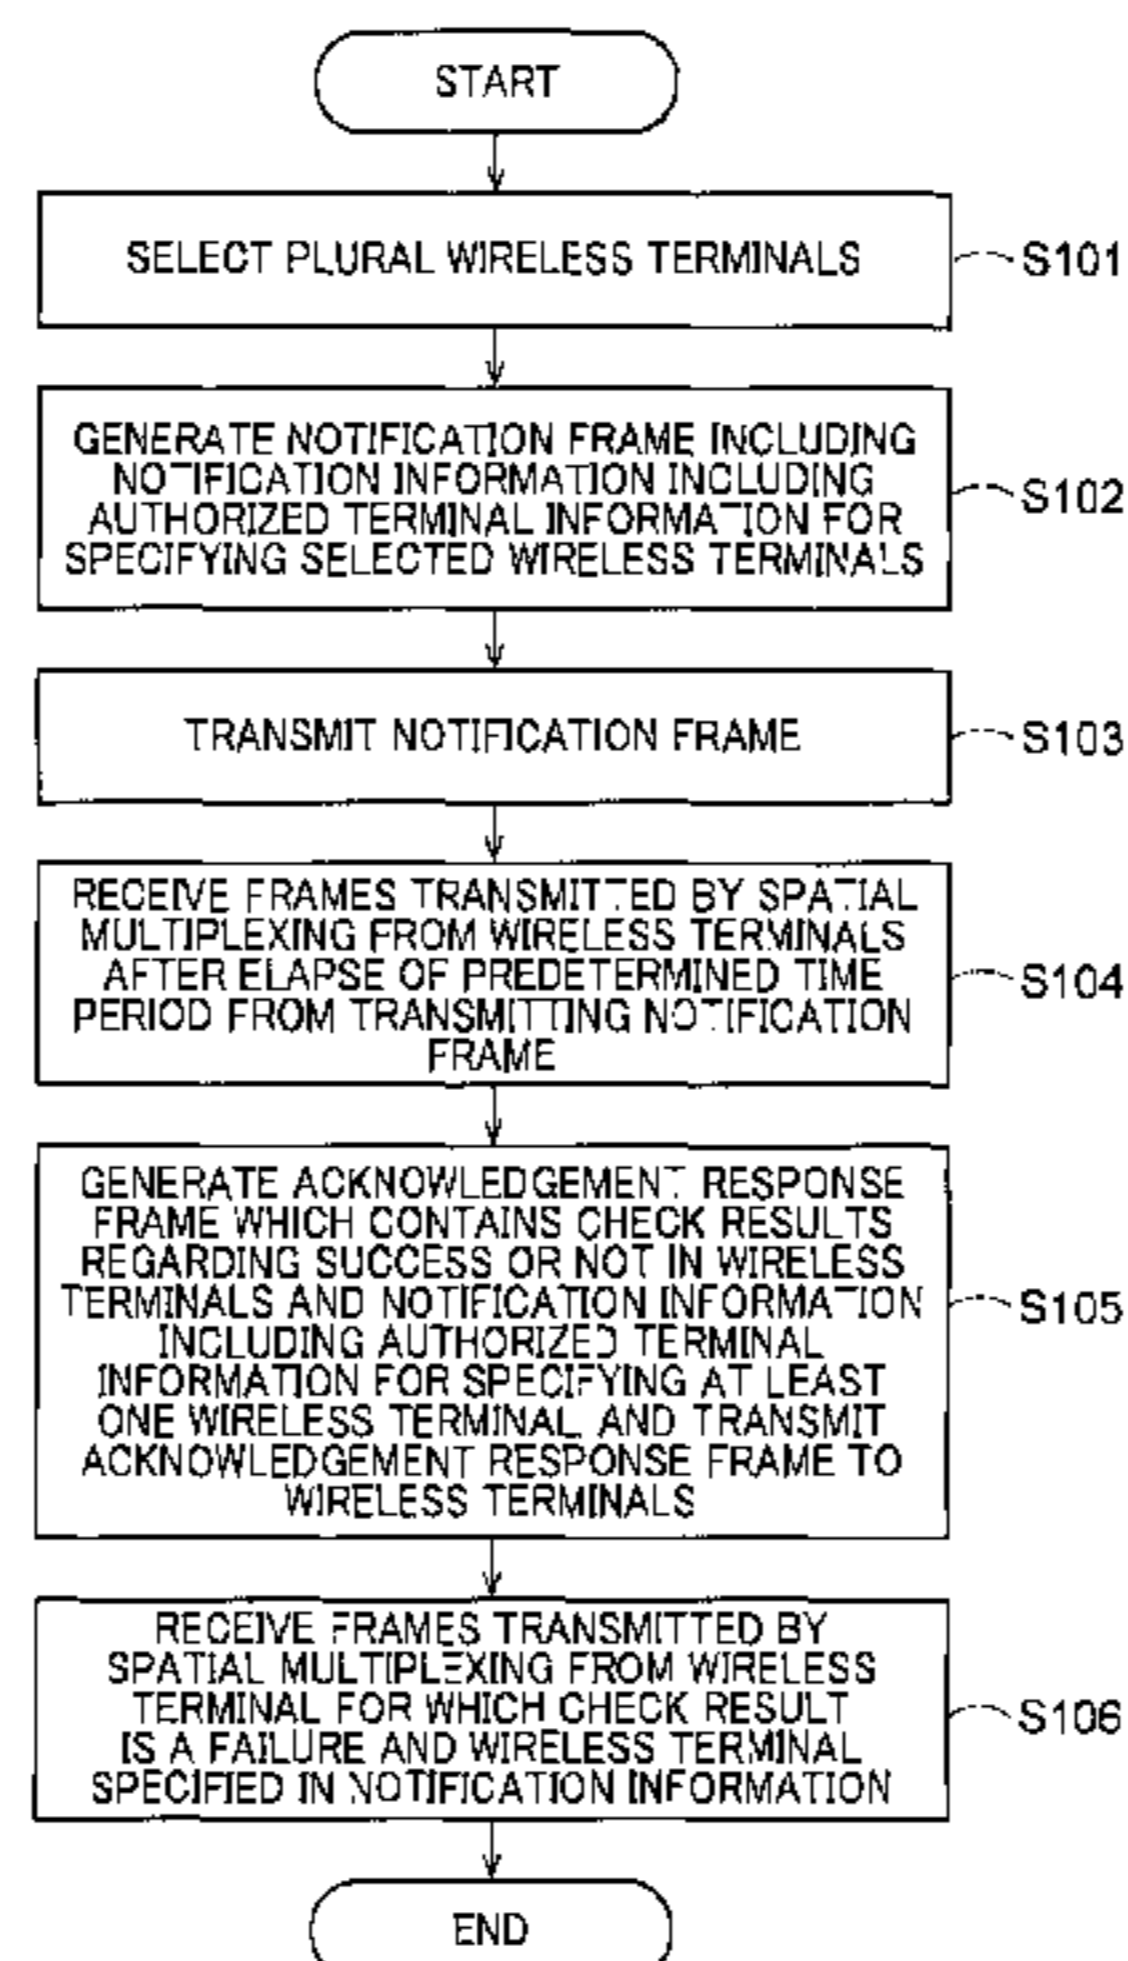 START
SELECT PLURAL WIRELESS TERMINALS
S101
GENERATE NOTIFICATION FRAME INCLUDING
NOTIFICATION INFORMATION INCLUDING
AUTHORIZED TERMINAL INFORMATION FOR
SPECIFYING SELECTED WIRELESS TERMINALS
S102
TRANSMIT NOTIFICATION FRAME
S103
RECEIVE FRAMES TRANSMITTED BY SPATIAL
MULTIPLEXING FROM WIRELESS TERMINALS
AFTER ELAPSE OF PREDETERMINED TIME
PERIOD FROM TRANSMITTING NOTIFICATION
FRAME
S104
GENERATE ACKNOWLEDGEMENT RESPONSE
FRAME WHICH CONTAINS CHECK RESULTS
REGARDING SUCCESS OR NOT IN WIRELESS
TERMINALS AND NOTIFICATION INFORMATION
INCLUDING AUTHORIZED TERMINAL
INFORMATION FOR SPECIFYING AT LEAST
ONE WIRELESS TERMINAL, AND TRANSMIT
ACKNOWLEDGEMENT RESPONSE FRAME TO
WIRELESS TERMINALS
S105
RECEIVE FRAMES TRANSMITTED BY
SPATIAL MULTIPLEXING FROM WIRELESS
TERMINAL FOR WHICH CHECK RESULT
IS A FAILURE AND WIRELESS TERMINAL
SPECIFIED IN NOTIFICATION INFORMATION
S106
END